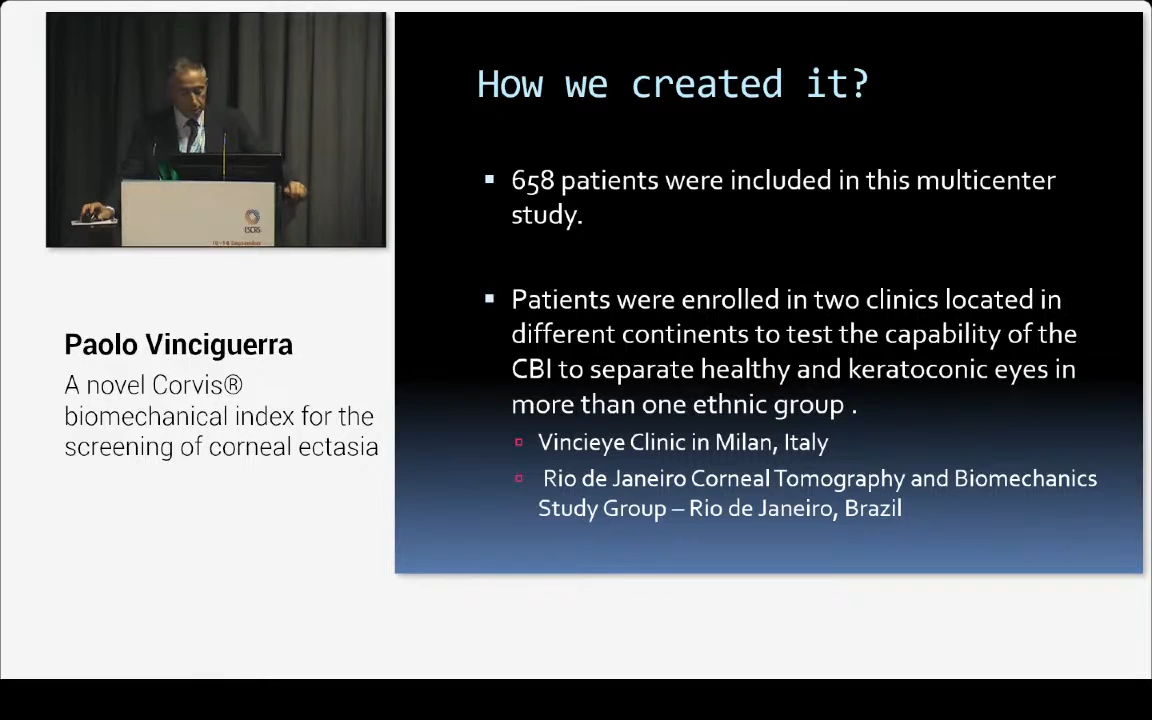 How we created it?
658 patients were included in this multicenter
study.
Patients were enrolled in two clinics located in
different continents to test the capability of the
CBI to separate healthy and keratoconic eyes in
more than one ethnic group .
Vincieye Clinic in Milan, Italy
Rio de Janeiro Corneal Tomography and Biomechanics
Study Group – Rio de Janeiro, Brazil
ESCRS
Paolo Vinciguerra
A novel Corvis®
biomechanical index for the
screening of corneal ectasia